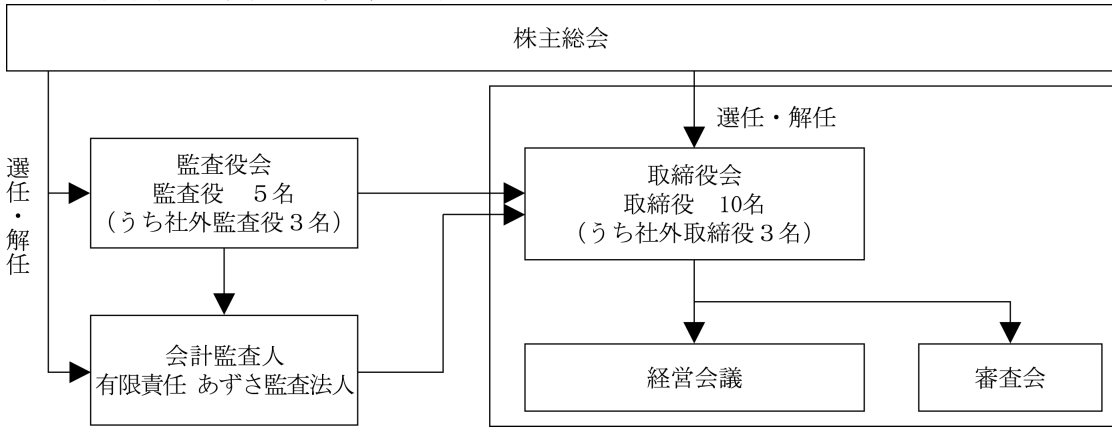 株主総会
選任・解任
選任・解任
監査役会
監査役　５名
（うち社外監査役３名）
取締役会
取締役　10名
（うち社外取締役３名）
会計監査人
有限責任 あずさ監査法人
経営会議
審査会